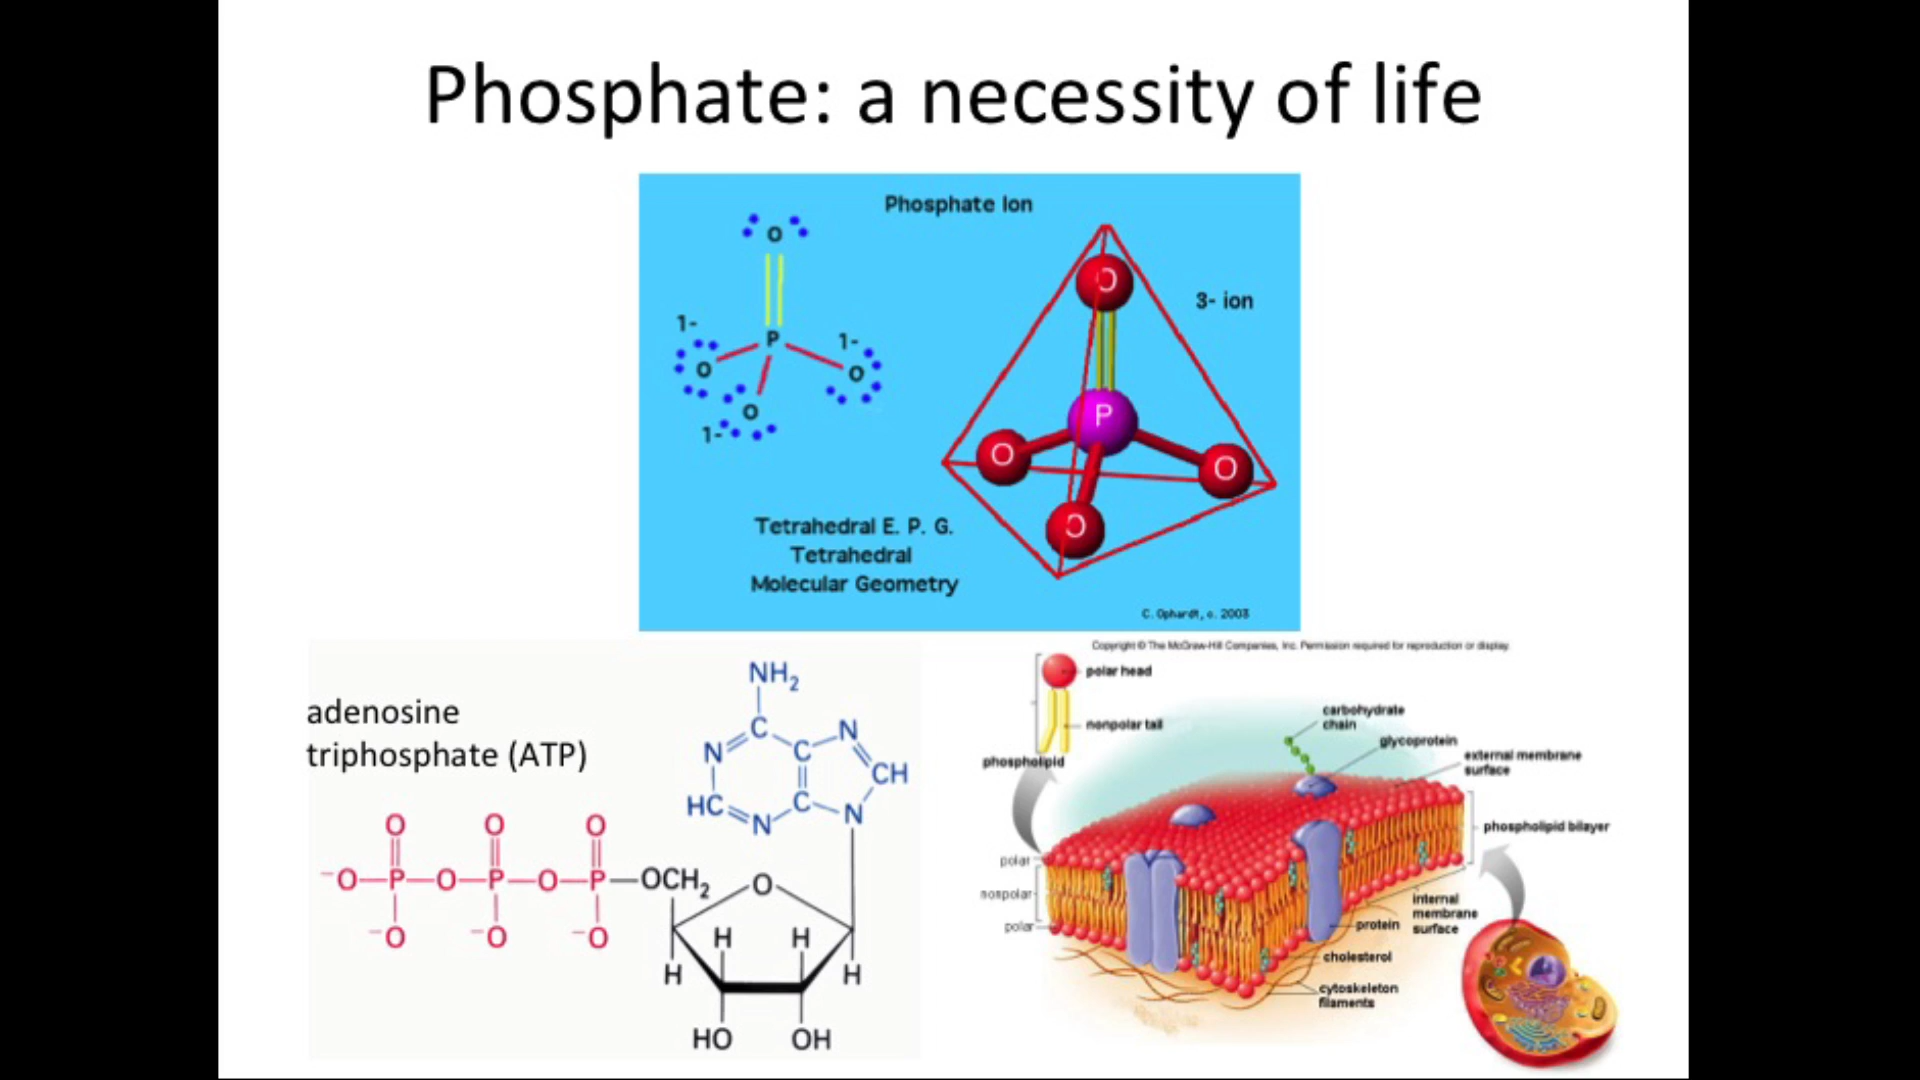 Phosphate: a necessity of life
Phosphate Ion
O
1-
P
1-
O
O
O
1-
3- ion
O
P
O
O
O
Tetrahedral E. P. G.
Tetrahedral
Molecular Geometry
C. Ophardt, c. 2003
adenosine
triphosphate (ATP)
NH2
C
N
C
N
CH
HC
N
C
N
O O O
⁻O—P—O—P—O—P—OCH2
⁻O ⁻O ⁻O
O
H H
H H
HO OH
Copyright © The McGraw-Hill Companies, Inc. Permission required for reproduction or display.
polar head
nonpolar tail
phospholipid
carbohydrate
chain
glycoprotein
external membrane
surface
phospholipid bilayer
polar
nonpolar
polar
internal
membrane
surface
protein
cholesterol
cytoskeleton
filaments